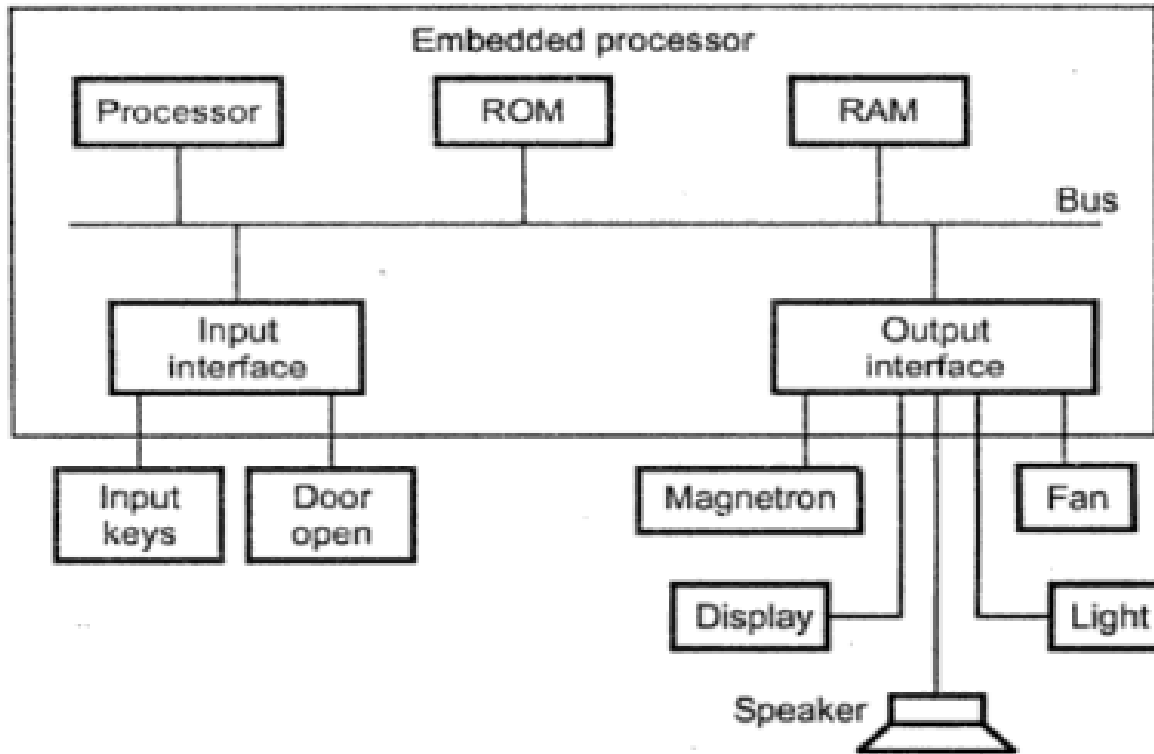 Embedded processor
Processor
ROM
RAM
Bus
Input
interface
Output
interface
Input
keys
Door
open
Magnetron
Fan
Display
Light
Speaker